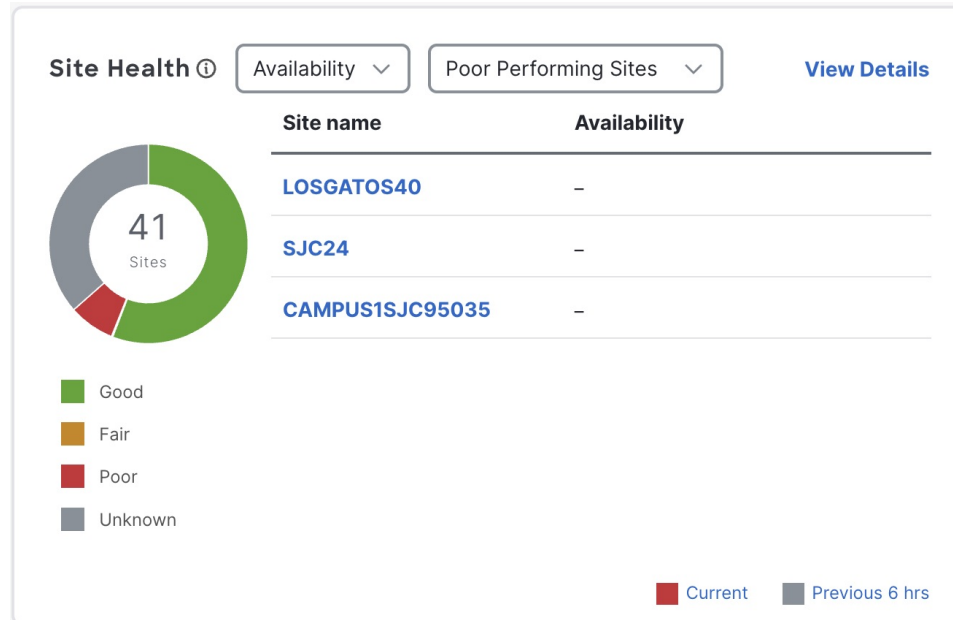 Site Health Availability Poor Performing Sites View Details
Site name Availability
LOSGATOS40 –
SJC24 –
CAMPUS1SJC95035 –
41
Sites
Good
Fair
Poor
Unknown
Current Previous 6 hrs